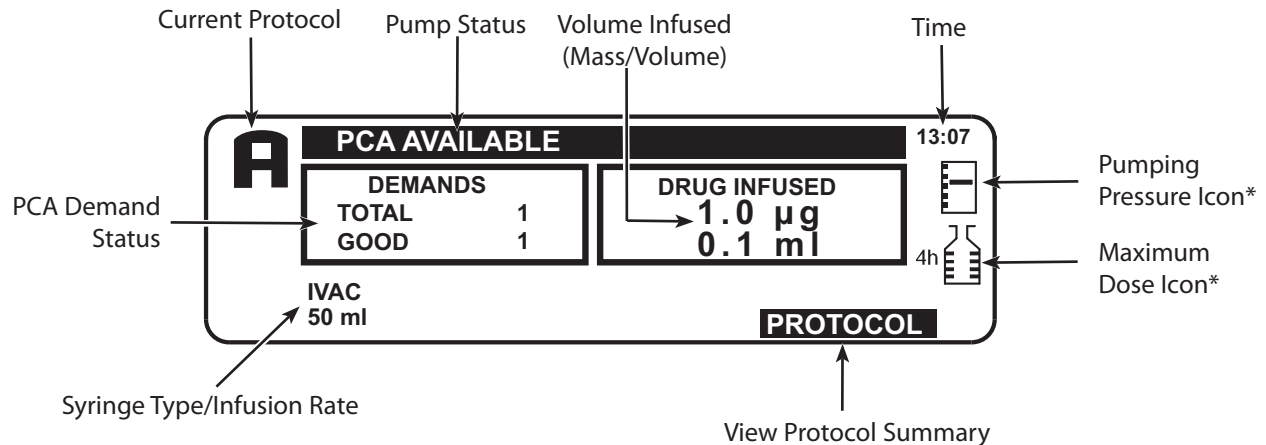 Current Protocol
Pump Status
Volume Infused
(Mass/Volume)
Time
A
PCA AVAILABLE
13:07
DEMANDS
TOTAL 1
GOOD 1
DRUG INFUSED
1.0 µg
0.1 ml
4h
PCA Demand
Status
Pumping
Pressure Icon*
Maximum
Dose Icon*
IVAC
50 ml
PROTOCOL
Syringe Type/Infusion Rate
View Protocol Summary